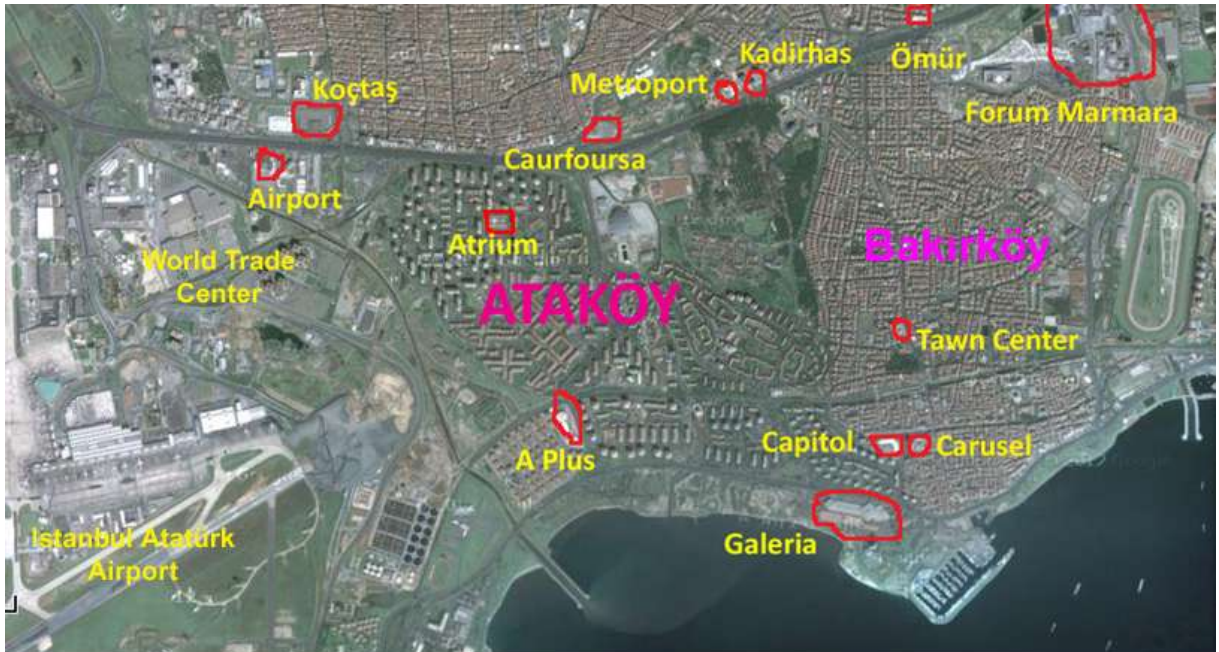 Koçtaş
Metroport
Kadirhas
Ömür
Forum Marmara
Caurfoursa
Airport
Atrium
World Trade
Center
Bakırköy
ATAKÖY
Tawn Center
A Plus
Capitol
Carusel
Galeria
Istanbul Atatürk
Airport